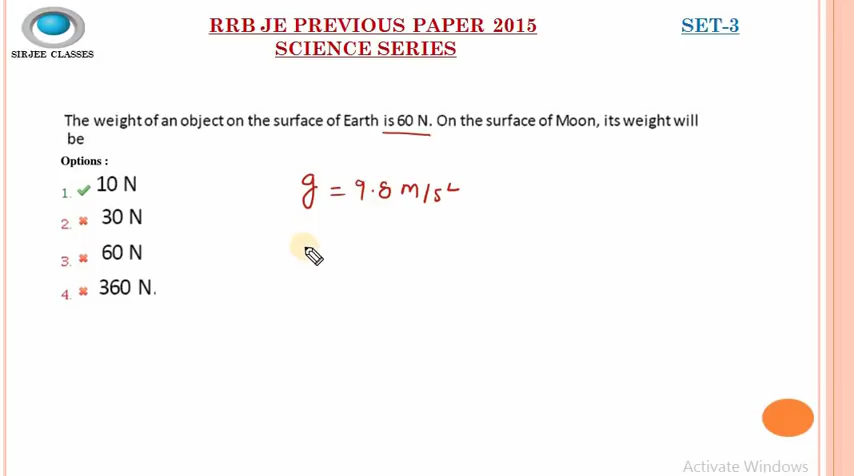 RRB JE PREVIOUS PAPER 2015
SCIENCE SERIES
SET-3
SIRJEE CLASSES
The weight of an object on the surface of Earth is 60 N. On the surface of Moon, its weight will
be
Options :
1. 10 N
2. 30 N
3. 60 N
4. 360 N.
g = 9.8 m/s²
Activate Windows